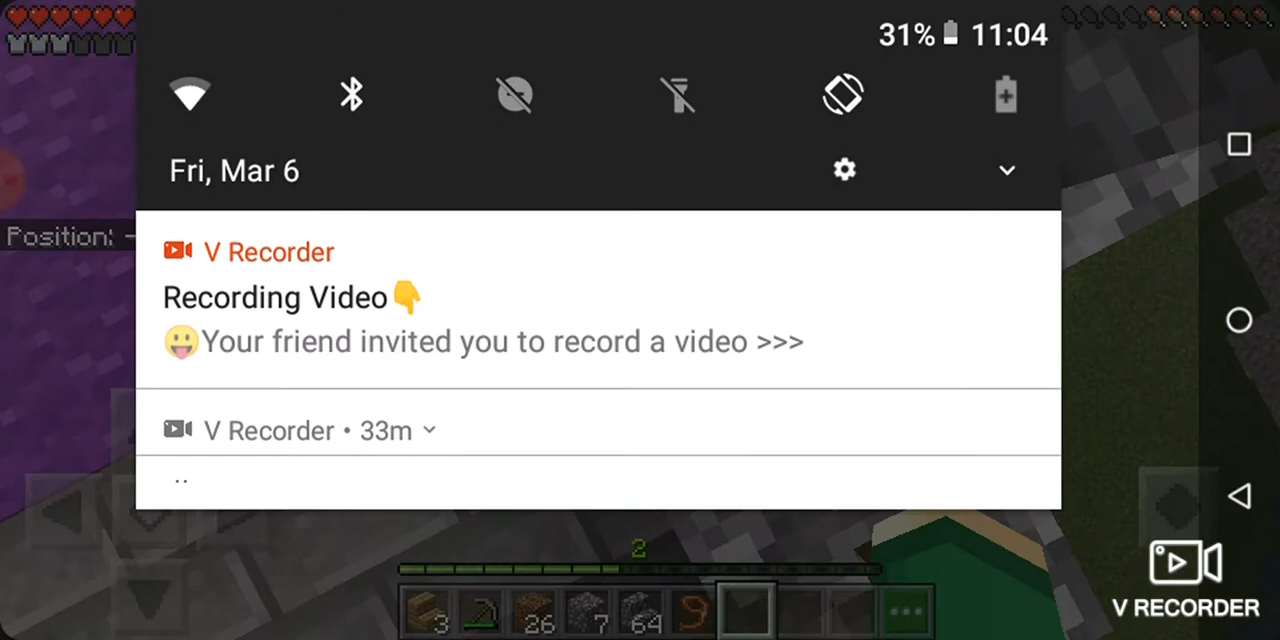 31% 11:04
Fri, Mar 6
Position: -
V Recorder
Recording Video👇
😛Your friend invited you to record a video >>>
V Recorder • 33m
..
2
3 26 7 64
V RECORDER